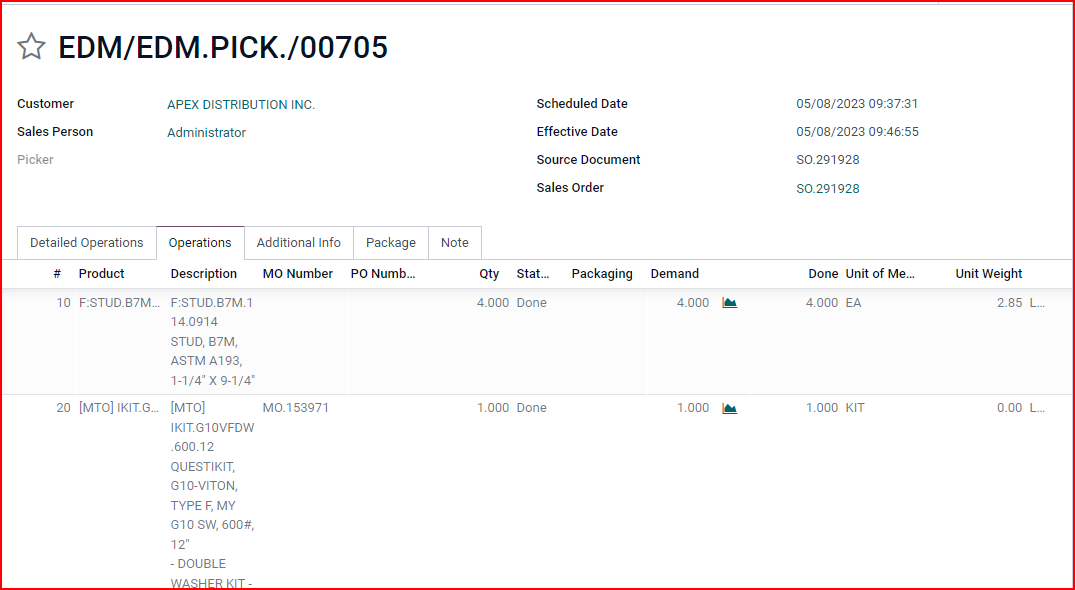 EDM/EDM.PICK./00705
Customer APEX DISTRIBUTION INC. Scheduled Date 05/08/2023 09:37:31
Sales Person Administrator Effective Date 05/08/2023 09:46:55
Picker Source Document SO.291928
Sales Order SO.291928
Detailed Operations Operations Additional Info Package Note
# Product Description MO Number PO Numb... Qty Stat... Packaging Demand Done Unit of Me... Unit Weight
10 F:STUD.B7M... F:STUD.B7M.1 4.000 Done 4.000 4.000 EA 2.85 L...
14.0914
STUD, B7M,
ASTM A193,
1-1/4" X 9-1/4"
20 [MTO] IKIT.G... [MTO] MO.153971 1.000 Done 1.000 1.000 KIT 0.00 L...
IKIT.G10VFDW
.600.12
QUESTIKIT,
G10-VITON,
TYPE F, MY
G10 SW, 600#,
12"
- DOUBLE
WASHER KIT -